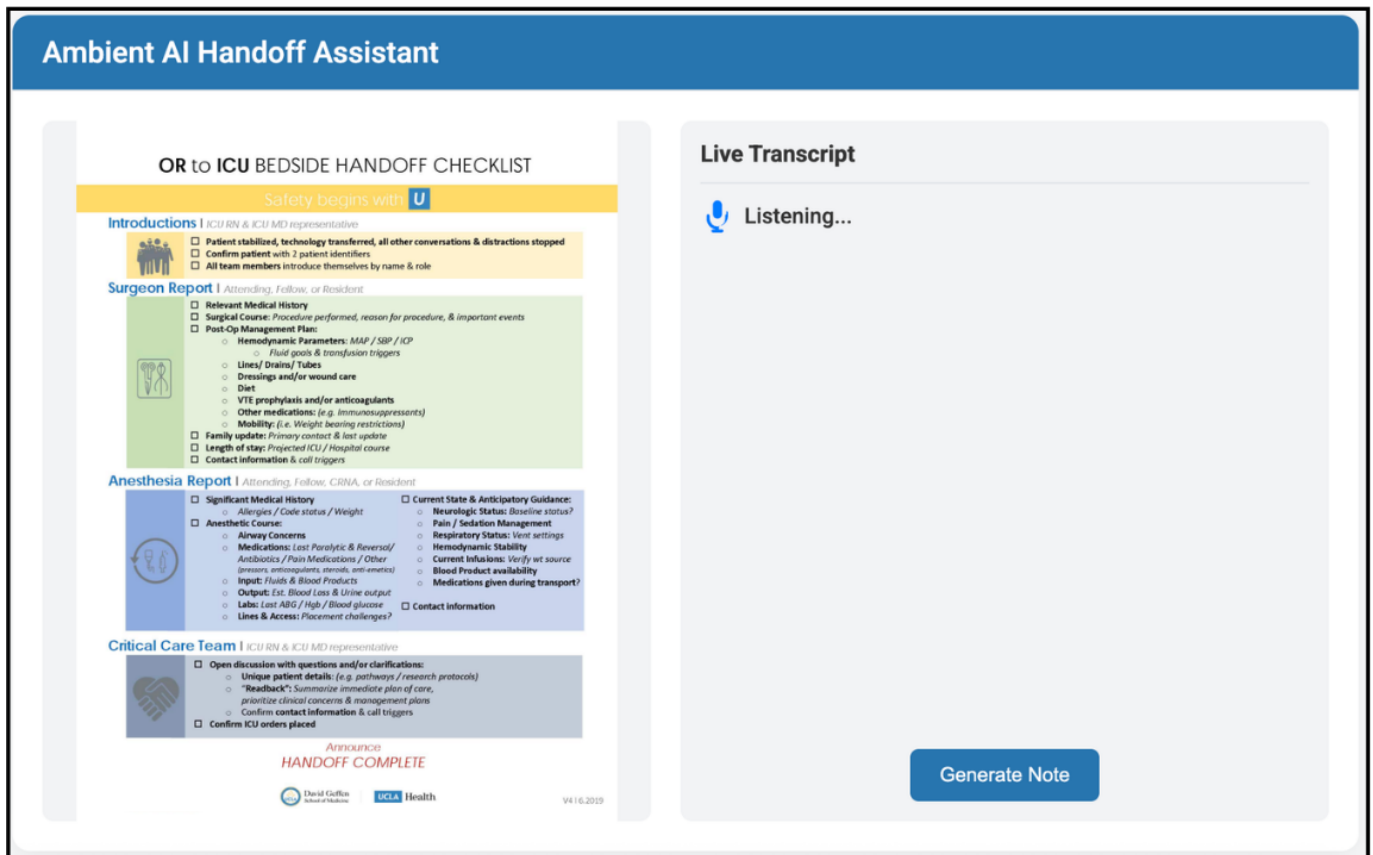 Ambient AI Handoff Assistant
OR to ICU BEDSIDE HANDOFF CHECKLIST
Safety begins with U
Introductions | ICU RN & ICU MD representative
☐ Patient stabilized, technology transferred, all other conversations & distractions stopped
☐ Confirm patient with 2 patient identifiers
☐ All team members introduce themselves by name & role
Surgeon Report | Attending, Fellow, or Resident
☐ Relevant Medical History
☐ Surgical Course: Procedure performed, reason for procedure, & important events
☐ Post-Op Management Plan:
○ Hemodynamic Parameters: MAP / SBP / ICP
○ Fluid goals & transfusion triggers
○ Lines/ Drains/ Tubes
○ Dressings and/or wound care
○ Diet
○ VTE prophylaxis and/or anticoagulants
○ Other medications: (e.g. Immunosuppressants)
○ Mobility: (i.e. Weight bearing restrictions)
☐ Family update: Primary contact & last update
☐ Length of stay: Projected ICU / Hospital course
☐ Contact information & call triggers
Anesthesia Report | Attending, Fellow, CRNA, or Resident
☐ Significant Medical History
○ Allergies / Code status / Weight
☐ Anesthetic Course:
○ Airway Concerns
○ Medications: Last Paralytic & Reversal/
Antibiotics / Pain Medications / Other
(pressors, anticoagulants, steroids, anti-emetics)
○ Input: Fluids & Blood Products
○ Output: Est. Blood Loss & Urine output
○ Labs: Last ABG / Hgb / Blood glucose
○ Lines & Access: Placement challenges?
☐ Current State & Anticipatory Guidance:
○ Neurologic Status: Baseline status?
○ Pain / Sedation Management
○ Respiratory Status: Vent settings
○ Hemodynamic Stability
○ Current Infusions: Verify wt source
○ Blood Product availability
○ Medications given during transport?
☐ Contact information
Critical Care Team | ICU RN & ICU MD representative
☐ Open discussion with questions and/or clarifications:
○ Unique patient details: (e.g. pathways / research protocols)
○ "Readback": Summarize immediate plan of care,
prioritize clinical concerns & management plans
○ Confirm contact information & call triggers
☐ Confirm ICU orders placed
Announce
HANDOFF COMPLETE
David Geffen
School of Medicine
UCLA Health
V4 | 6.2019
Live Transcript
Listening...
Generate Note